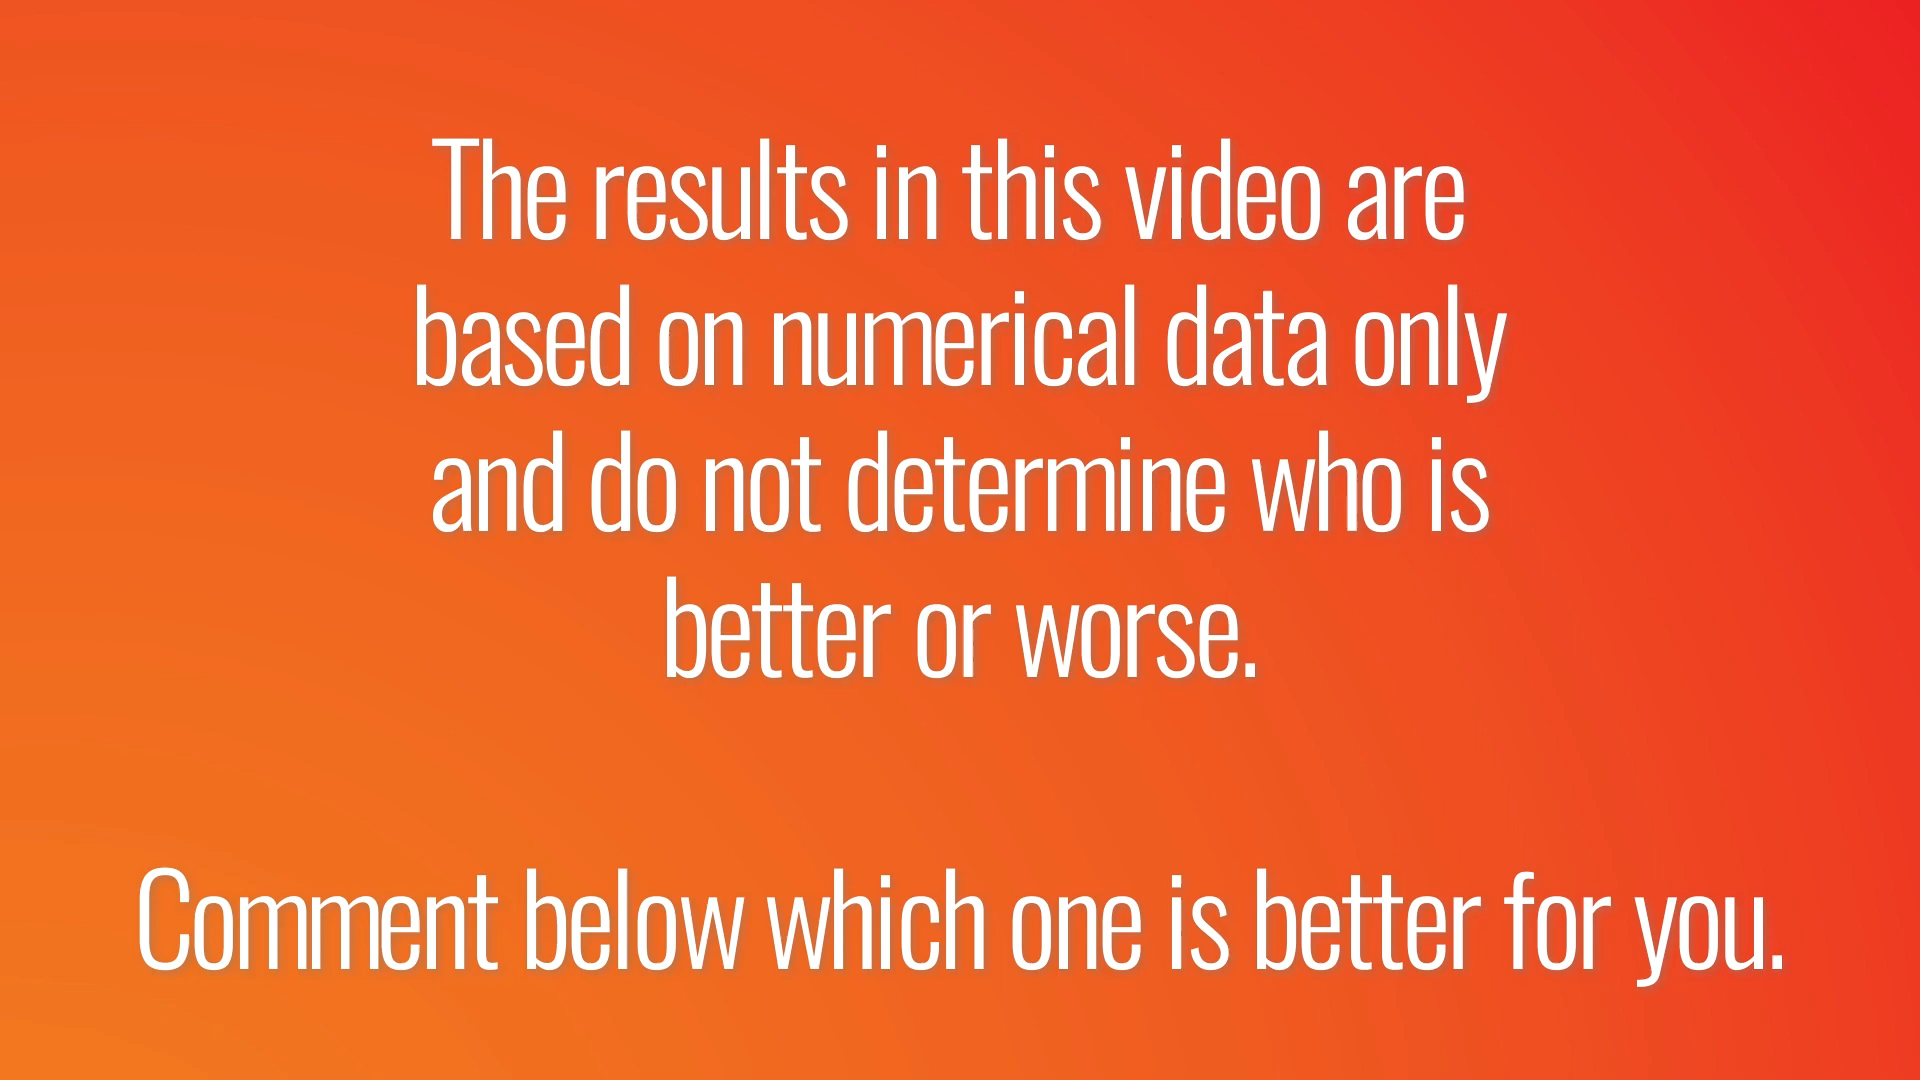 The results in this video are
based on numerical data only
and do not determine who is
better or worse.
Comment below which one is better for you.